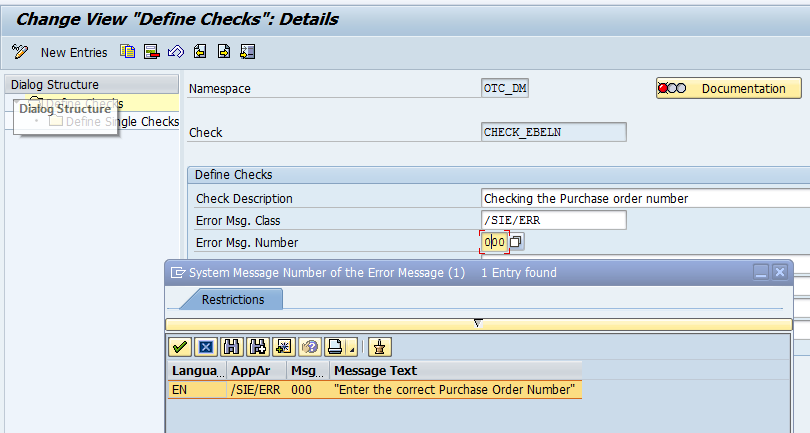 Change View "Define Checks": Details
New Entries
Dialog Structure
Define Checks
Dialog Structure
Define Single Checks
Namespace
OTC_DM
Documentation
Check
CHECK_EBELN
Define Checks
Check Description
Checking the Purchase order number
Error Msg. Class
/SIE/ERR
Error Msg. Number
000
System Message Number of the Error Message (1) 1 Entry found
Restrictions
Langua... AppAr Msg... Message Text
EN /SIE/ERR 000 "Enter the correct Purchase Order Number"